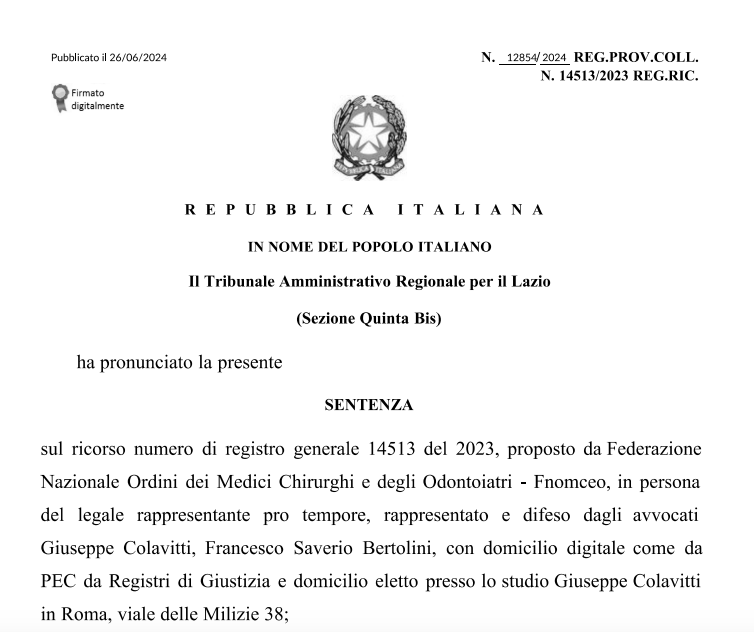 Pubblicato il 26/06/2024
N. 12854/ 2024 REG.PROV.COLL.
N. 14513/2023 REG.RIC.
Firmato
digitalmente
REPVBBLICA ITALIANA
R E P U B B L I C A I T A L I A N A
IN NOME DEL POPOLO ITALIANO
Il Tribunale Amministrativo Regionale per il Lazio
(Sezione Quinta Bis)
ha pronunciato la presente
SENTENZA
sul ricorso numero di registro generale 14513 del 2023, proposto da Federazione
Nazionale Ordini dei Medici Chirurghi e degli Odontoiatri - Fnomceo, in persona
del legale rappresentante pro tempore, rappresentato e difeso dagli avvocati
Giuseppe Colavitti, Francesco Saverio Bertolini, con domicilio digitale come da
PEC da Registri di Giustizia e domicilio eletto presso lo studio Giuseppe Colavitti
in Roma, viale delle Milizie 38;